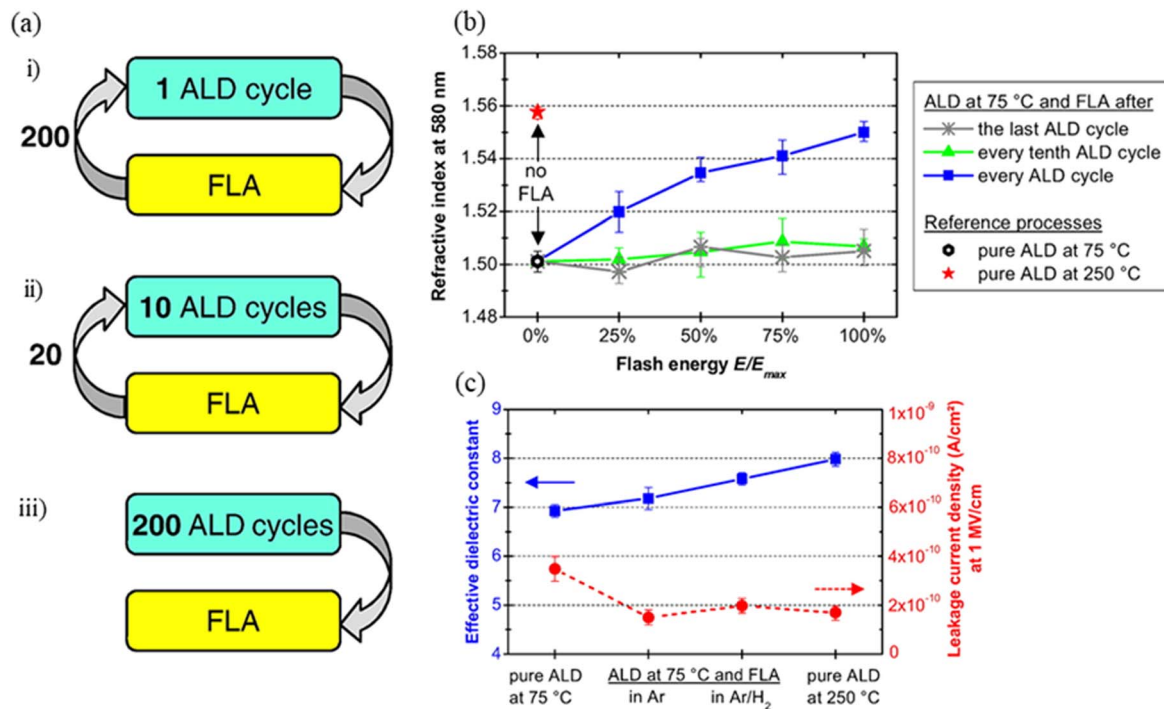 (a)
i)
1 ALD cycle
200
FLA
ii)
10 ALD cycles
20
FLA
iii)
200 ALD cycles
FLA
(b)
1.58
1.56
1.54
1.52
1.50
1.48
Refractive index at 580 nm
no
FLA
0%
25%
50%
75%
100%
Flash energy E/Emax
ALD at 75 °C and FLA after
the last ALD cycle
every tenth ALD cycle
every ALD cycle
Reference processes
pure ALD at 75 °C
pure ALD at 250 °C
(c)
9
8
7
6
5
4
Effective dielectric constant
1x10⁻⁹
8x10⁻¹⁰
6x10⁻¹⁰
4x10⁻¹⁰
2x10⁻¹⁰
0
Leakage current density (A/cm²)
at 1 MV/cm
pure ALD
at 75 °C
ALD at 75 °C and FLA
in Ar
in Ar/H₂
pure ALD
at 250 °C